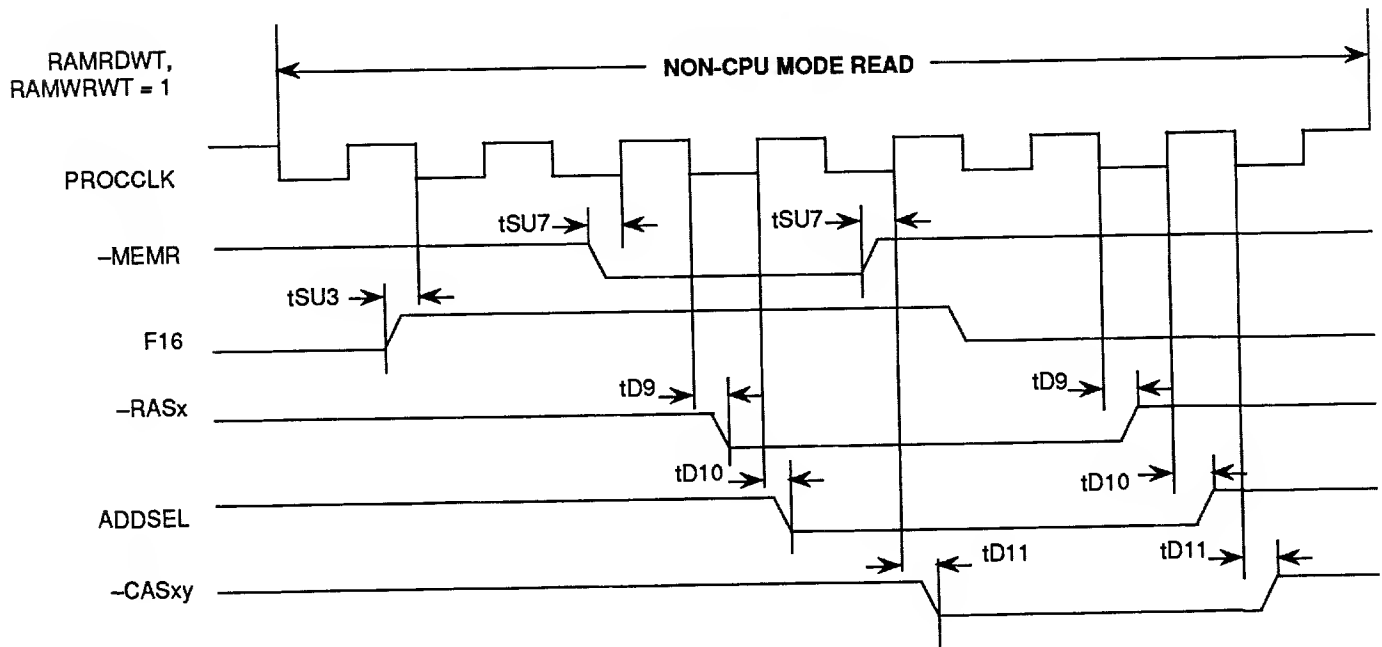 RAMRDWT,
RAMWRWT = 1
NON-CPU MODE READ
PROCCLK
tSU7
tSU7
–MEMR
tSU3
F16
tD9
tD9
–RASx
tD10
tD10
ADDSEL
tD11
tD11
–CASxy